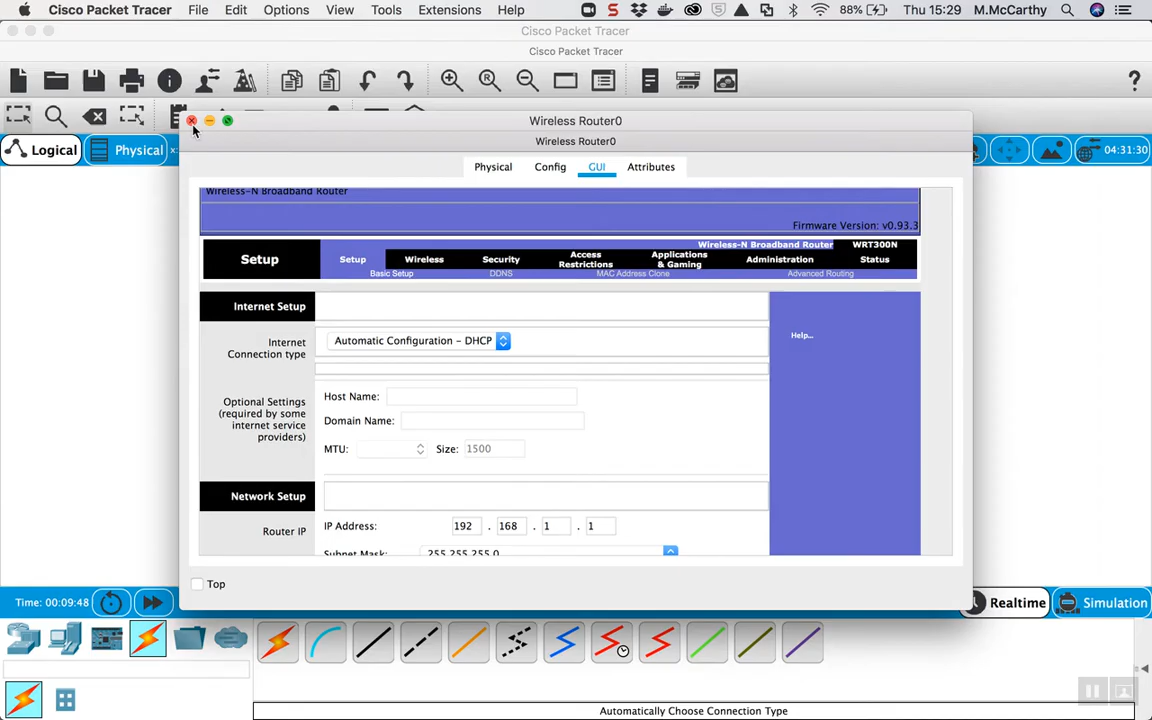 Cisco Packet Tracer File Edit Options View Tools Extensions Help 88% Thu 15:29 M.McCarthy
Cisco Packet Tracer
Cisco Packet Tracer
Wireless Router0
Wireless Router0
Logical Physical x: 04:31:30
Physical Config GUI Attributes
Wireless-N Broadband Router
Firmware Version: v0.93.3
Wireless-N Broadband Router WRT300N
Setup Setup Wireless Security Access Restrictions Applications & Gaming Administration Status
Basic Setup DDNS MAC Address Clone Advanced Routing
Internet Setup
Internet Connection type Automatic Configuration - DHCP
Help...
Optional Settings (required by some internet service providers)
Host Name:
Domain Name:
MTU: Size: 1500
Network Setup
Router IP
IP Address: 192 . 168 . 1 . 1
Subnet Mask: 255.255.255.0
Top
Time: 00:09:48 Realtime Simulation
Automatically Choose Connection Type